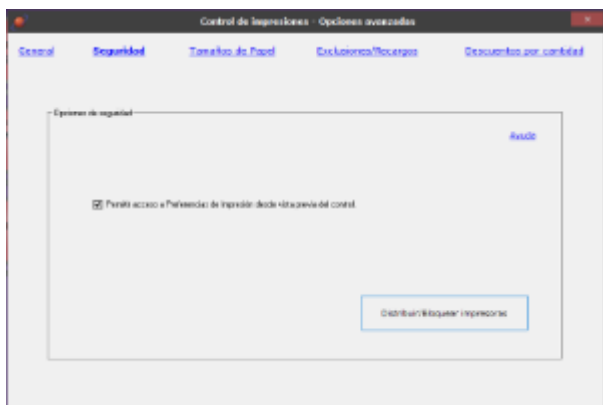 Control de impresiones - Opciones avanzadas
General Seguridad Tamaños de Papel Exclusiones/Recargos Descuentos por cantidad
Opciones de seguridad
Ayuda
Permitir acceso a Preferencias de impresión desde vista previa del control.
Distribuir/Bloquear impresoras